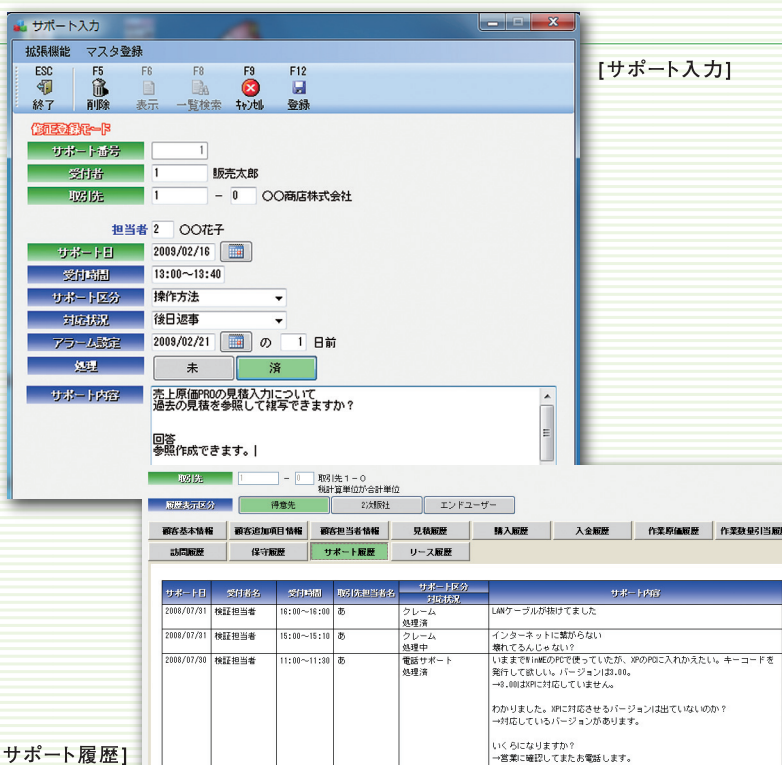 サポート入力
[サポート入力]
拡張機能 マスタ登録
ESC F5 F6 F8 F9 F12
終了 削除 表示 一覧検索 ｷｬﾝｾﾙ 登録
修正登録モード
サポート番号 1
受付者 1 販売太郎
取引先 1 - 0 〇〇商店株式会社
担当者 2 〇〇花子
サポート日 2009/02/16
受付時間 13:00～13:40
サポート区分 操作方法
対応状況 後日返事
アラーム設定 2009/02/21 の 1 日前
処理 未 済
サポート内容 売上原価PROの見積入力について
過去の見積を参照して複写できますか？
回答
参照作成できます。
取引先 1 - 0 取引先１－０
税計算単位が合計単位
履歴表示区分 得意先 2次販社 エンドユーザー
顧客基本情報 顧客追加項目情報 顧客担当者情報 見積履歴 購入履歴 入金履歴 作業原価履歴 作業数量引当履
訪問履歴 保守履歴 サポート履歴 リース履歴
サポート日 受付者名 受付時間 取引先担当者名 サポート区分 サポート内容
対応状況
2008/07/31 検証担当者 16:00～16:00 あ クレーム LANケーブルが抜けてました
処理済
2008/07/31 検証担当者 15:00～15:10 あ クレーム インターネットに繋がらない
処理中 壊れてるんじゃない？
2008/07/30 検証担当者 11:00～11:30 あ 電話サポート いままでWinMEのPCで使っていたが、XPのPCに入れかえたい。キーコードを
処理済 発行して欲しい。バージョンは3.00。
→3.00はXPに対応していません。
わかりました。XPに対応させるバージョンは出ていないのか？
→対応しているバージョンがあります。
いくらになりますか？
→営業に確認してまたお電話します。
サポート履歴]